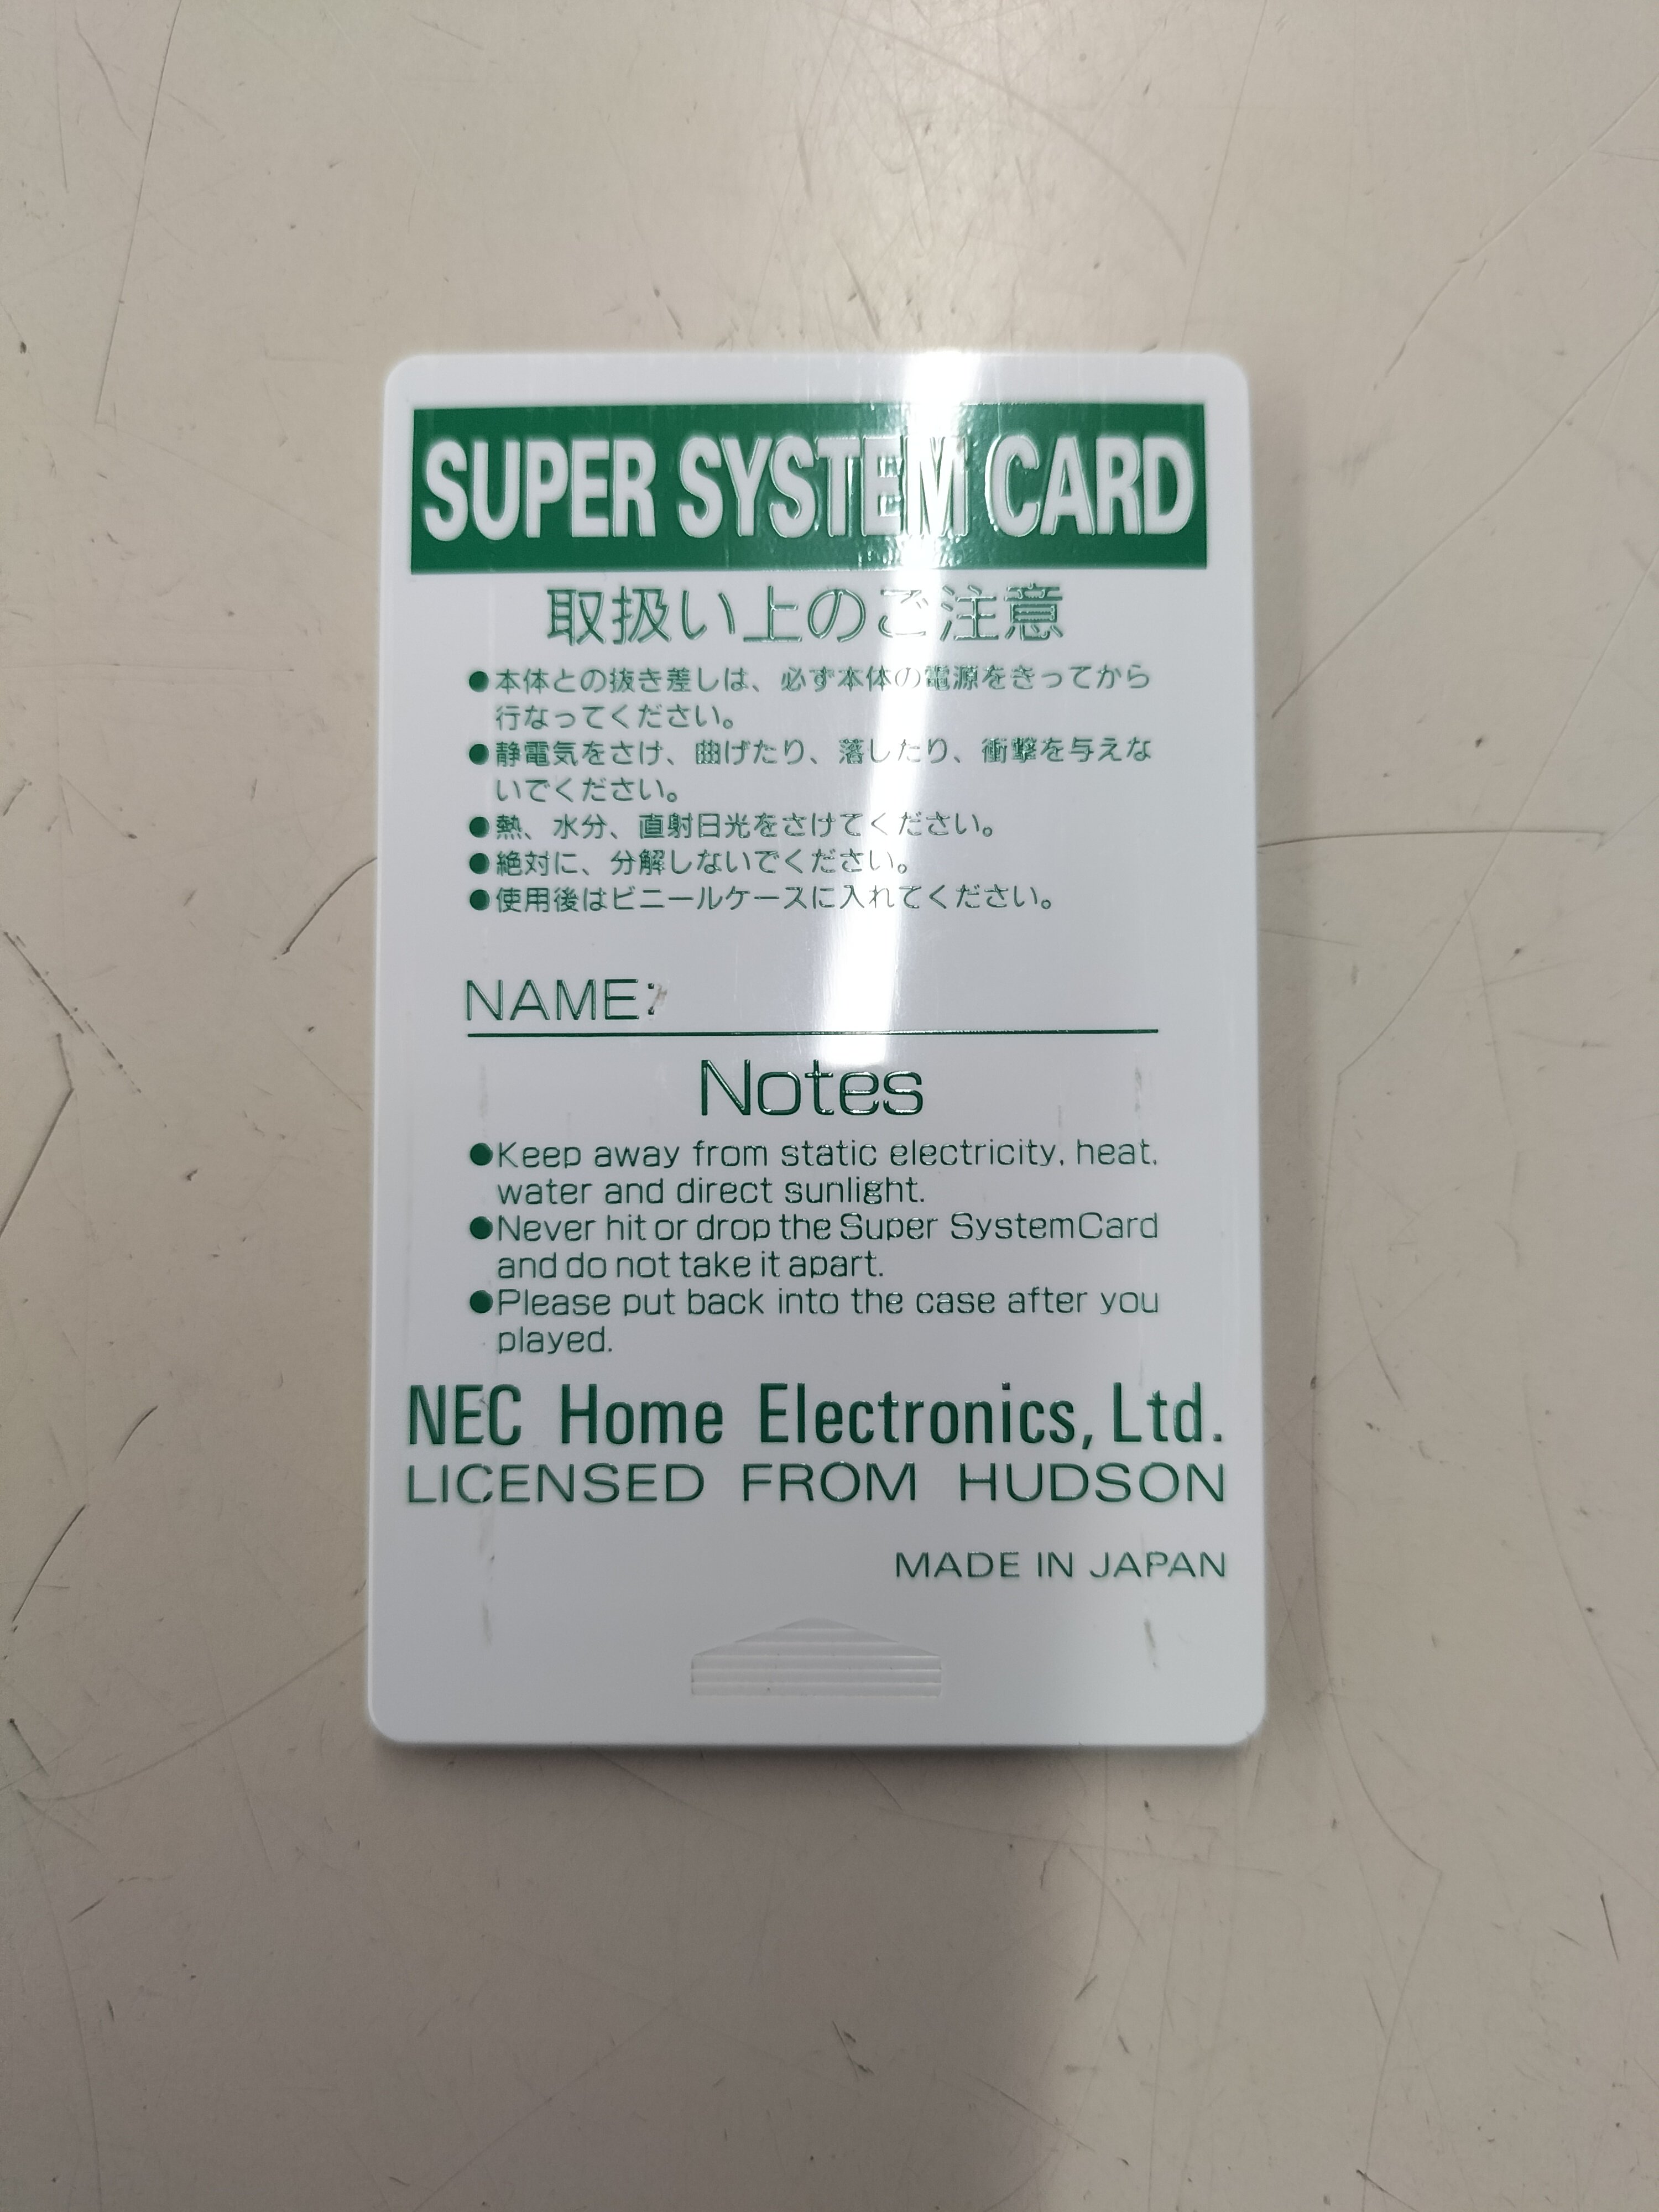 SUPER SYSTEM CARD
取扱い上のご注意
●本体との抜き差しは、必ず本体の電源をきってから
行なってください。
●静電気をさけ、曲げたり、落したり、衝撃を与えな
いでください。
●熱、水分、直射日光をさけてください。
●絶対に、分解しないでください。
●使用後はビニールケースに入れてください。
NAME:
Notes
●Keep away from static electricity, heat,
water and direct sunlight.
●Never hit or drop the Super SystemCard
and do not take it apart.
●Please put back into the case after you
played.
NEC Home Electronics, Ltd.
LICENSED FROM HUDSON
MADE IN JAPAN